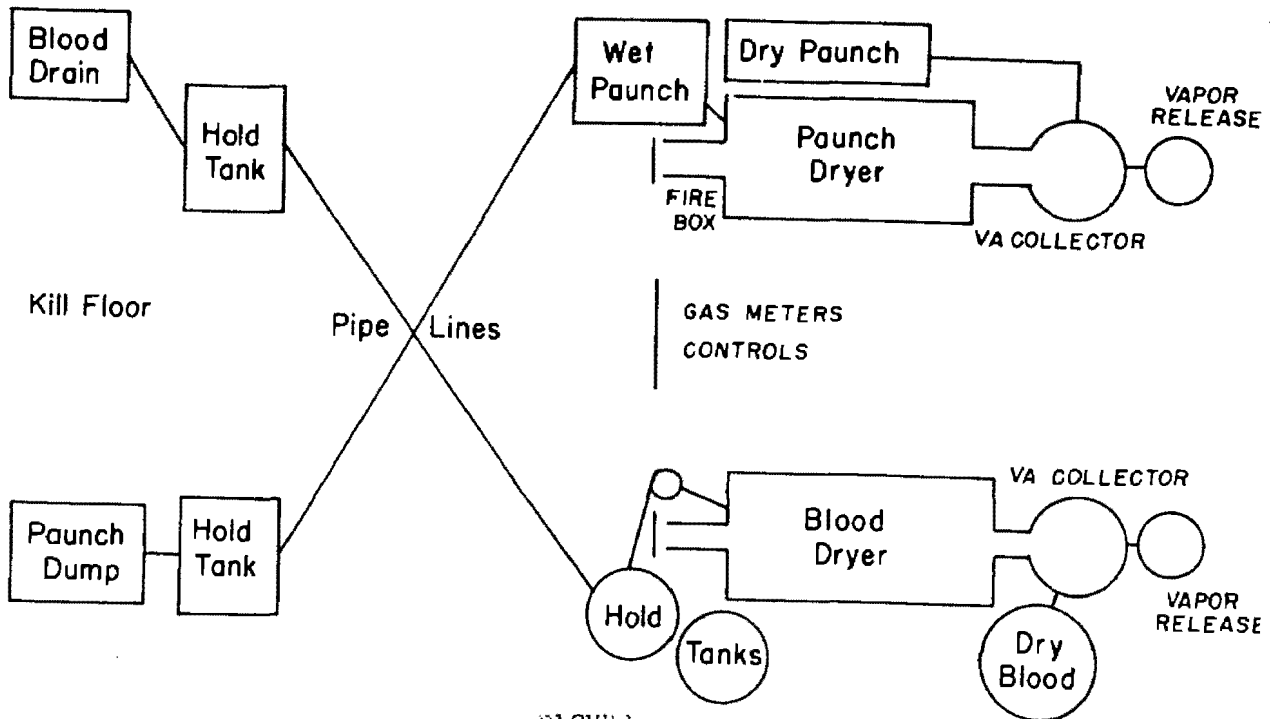 Blood
Drain
Hold
Tank
Wet
Paunch
Dry Paunch
VAPOR
RELEASE
Paunch
Dryer
FIRE
BOX
VA COLLECTOR
Kill Floor
Pipe Lines
GAS METERS
CONTROLS
VA COLLECTOR
Paunch
Dump
Hold
Tank
Blood
Dryer
Hold
Tanks
Dry
Blood
VAPOR
RELEASE